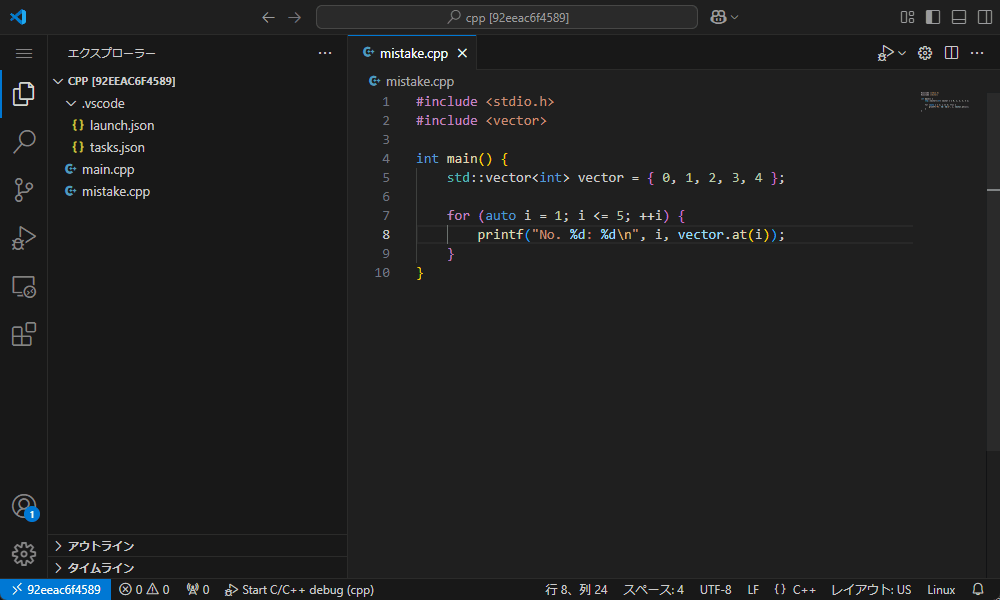 cpp [92eeac6f4589]
エクスプローラー
CPP [92EEAC6F4589]
.vscode
{} launch.json
{} tasks.json
main.cpp
mistake.cpp
アウトライン
タイムライン
1
mistake.cpp
mistake.cpp
1 #include <stdio.h>
2 #include <vector>
3
4 int main() {
5 std::vector<int> vector = { 0, 1, 2, 3, 4 };
6
7 for (auto i = 1; i <= 5; ++i) {
8 printf("No. %d: %d\n", i, vector.at(i));
9 }
10 }
92eeac6f4589 0 0 0 Start C/C++ debug (cpp) 行 8、列 24 スペース: 4 UTF-8 LF {} C++ レイアウト: US Linux